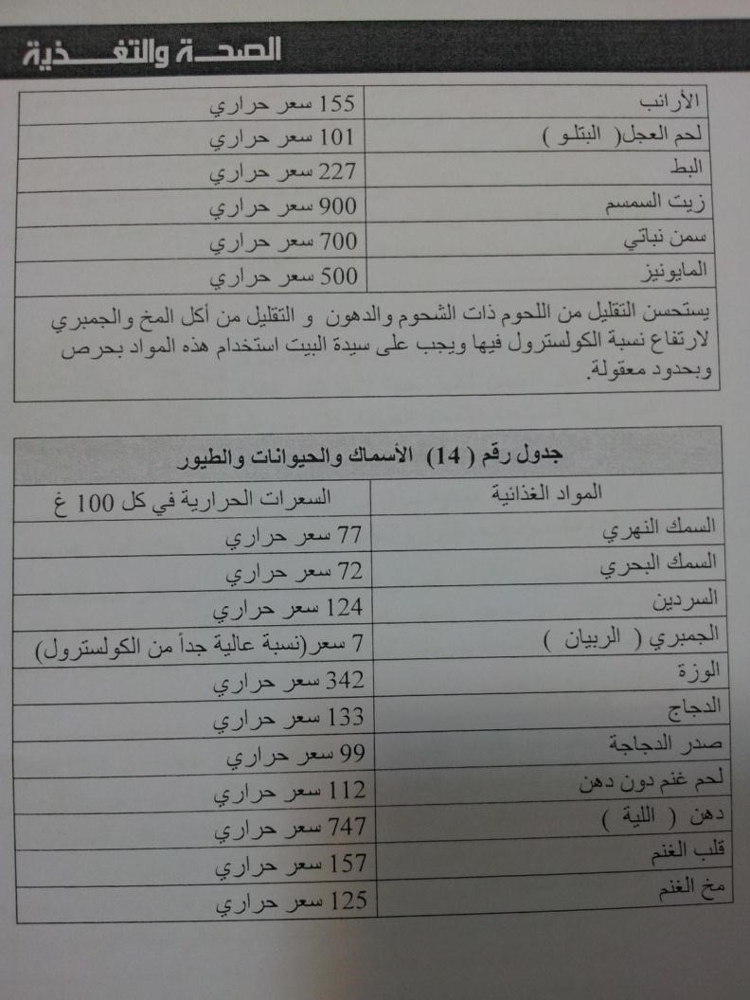 الصحـة والتغـــذية
الأرانب 155 سعر حراري
لحم العجل( البتلـو ) 101 سعر حراري
البط 227 سعر حراري
زيت السمسم 900 سعر حراري
سمن نباتي 700 سعر حراري
المايونيز 500 سعر حراري
يستحسن التقليل من اللحوم ذات الشحوم والدهون و التقليل من أكل المخ والجمبري
لارتفاع نسبة الكولسترول فيها ويجب على سيدة البيت استخدام هذه المواد بحرص
وبحدود معقولة.
جدول رقم ( 14) الأسماك والحيوانات والطيور
المواد الغذائية السعرات الحرارية في كل 100 غ
السمك النهري 77 سعر حراري
السمك البحري 72 سعر حراري
السردين 124 سعر حراري
الجمبري ( الربيان ) 7 سعر(نسبة عالية جداً من الكولسترول)
الوزة 342 سعر حراري
الدجاج 133 سعر حراري
صدر الدجاجة 99 سعر حراري
لحم غنم دون دهن 112 سعر حراري
دهن ( اللية ) 747 سعر حراري
قلب الغنم 157 سعر حراري
مخ الغنم 125 سعر حراري